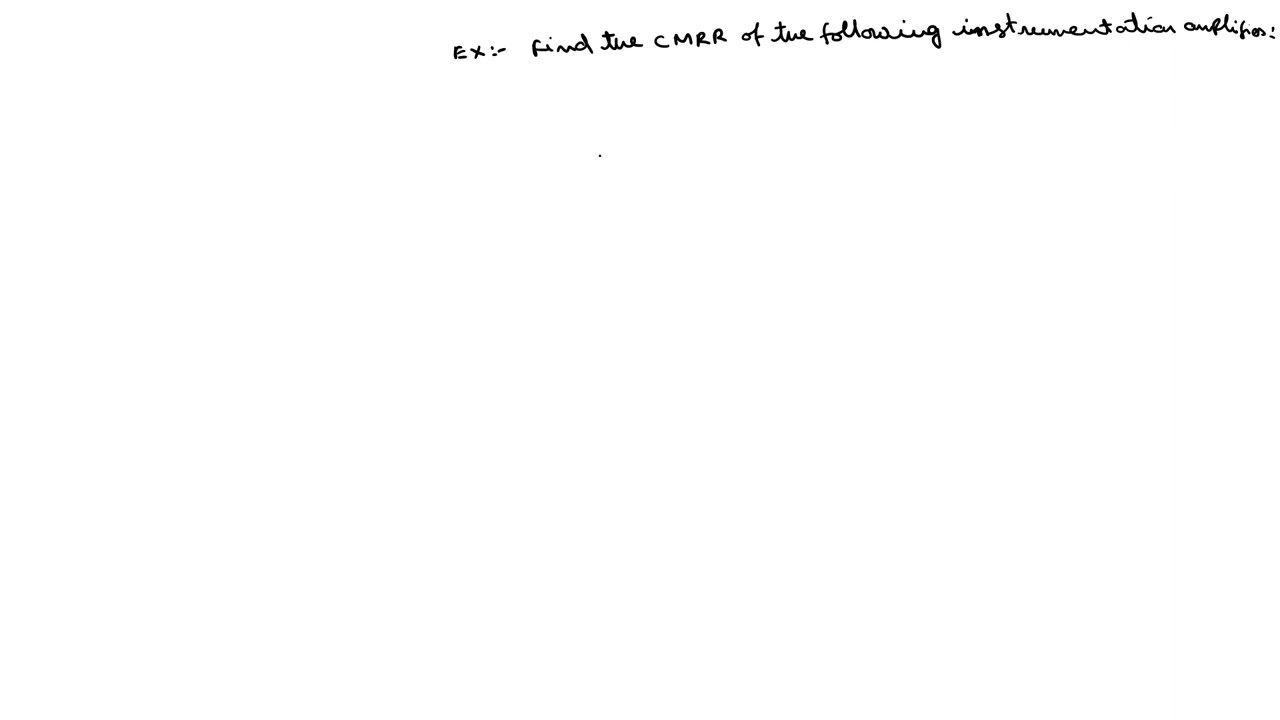 EX:- Find the CMRR of the following instrumentation amplifier: